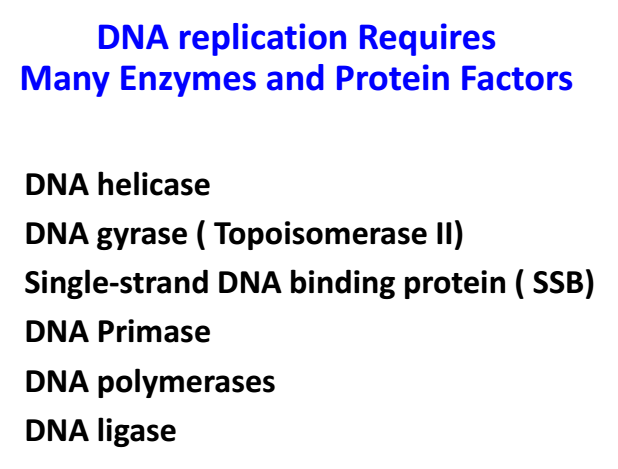 DNA replication Requires
Many Enzymes and Protein Factors
DNA helicase
DNA gyrase ( Topoisomerase II)
Single-strand DNA binding protein ( SSB)
DNA Primase
DNA polymerases
DNA ligase